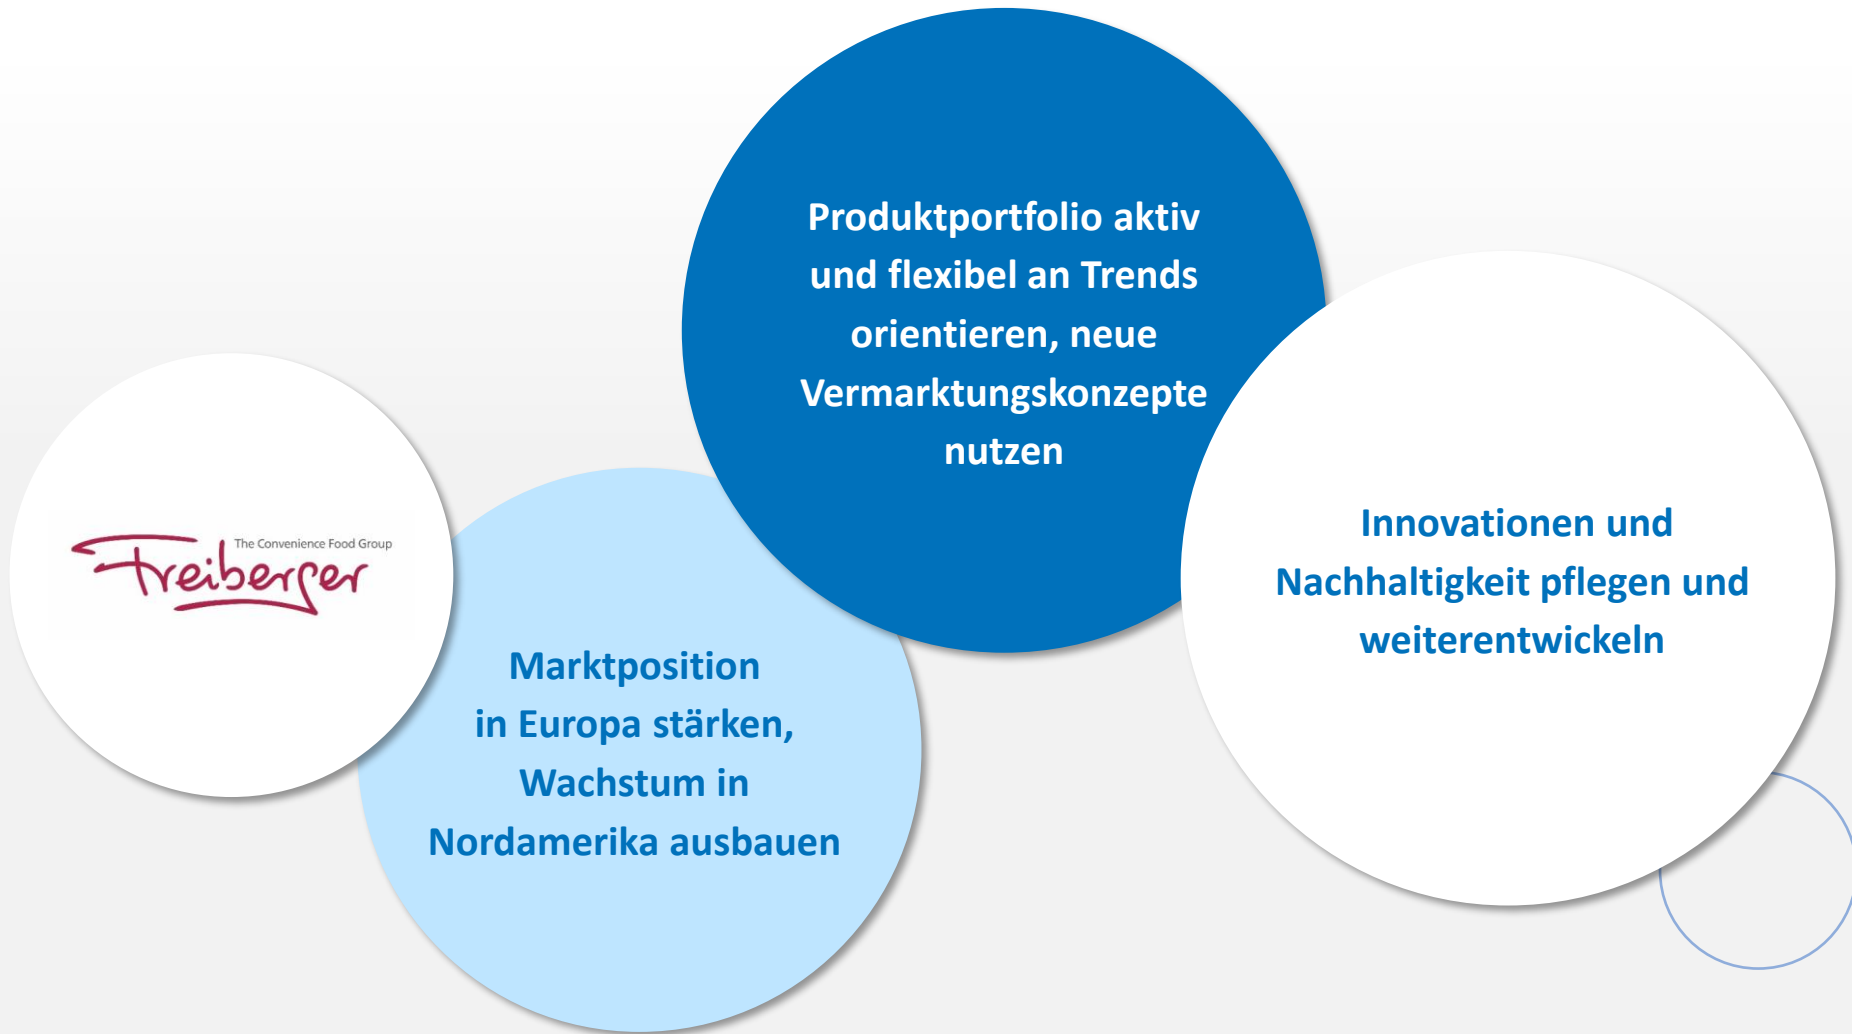 The Convenience Food Group
Freiberger
Marktposition
in Europa stärken,
Wachstum in
Nordamerika ausbauen
Produktportfolio aktiv
und flexibel an Trends
orientieren, neue
Vermarktungskonzepte
nutzen
Innovationen und
Nachhaltigkeit pflegen und
weiterentwickeln